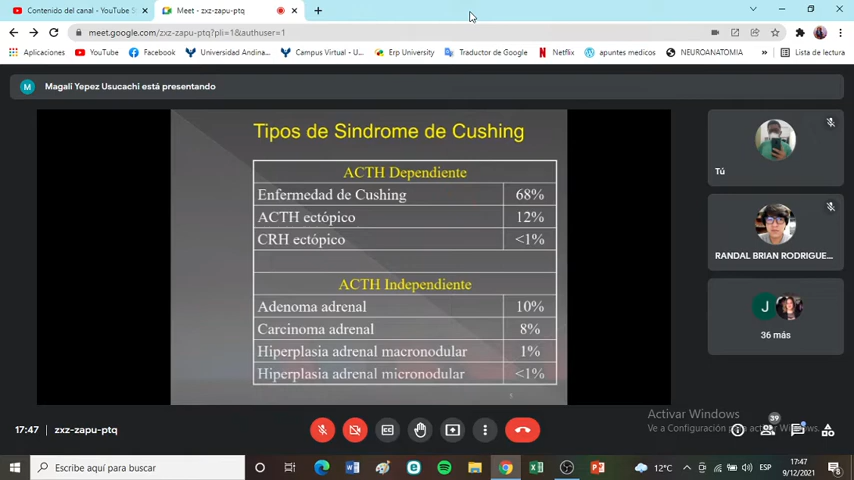 Contenido del canal - YouTube S
Meet - zxz-zapu-ptq
meet.google.com/zxz-zapu-ptq?pli=1&authuser=1
Aplicaciones
YouTube
Facebook
Universidad Andina...
Campus Virtual - U...
Erp University
Traductor de Google
Netflix
apuntes medicos
NEUROANATOMIA
Lista de lectura
M
Magali Yepez Usucachi está presentando
Tipos de Sindrome de Cushing
ACTH Dependiente
Enfermedad de Cushing 68%
ACTH ectópico 12%
CRH ectópico <1%
ACTH Independiente
Adenoma adrenal 10%
Carcinoma adrenal 8%
Hiperplasia adrenal macronodular 1%
Hiperplasia adrenal micronodular <1%
Tú
RANDAL BRIAN RODRIGUE...
J
36 más
17:47 zxz-zapu-ptq
39
Activar Windows
Ve a Configuración para activar Windows.
Escribe aquí para buscar
12°C
ESP
17:47
9/12/2021